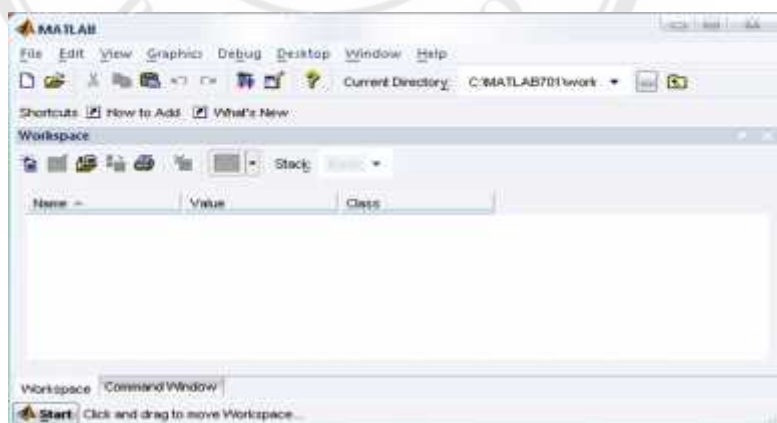 MATLAB
File Edit View Graphics Debug Desktop Window Help
Current Directory: C:\MATLAB701\work
Shortcuts How to Add What's New
Workspace
Stack:
Name Value Class
Workspace Command Window
Start Click and drag to move Workspace...